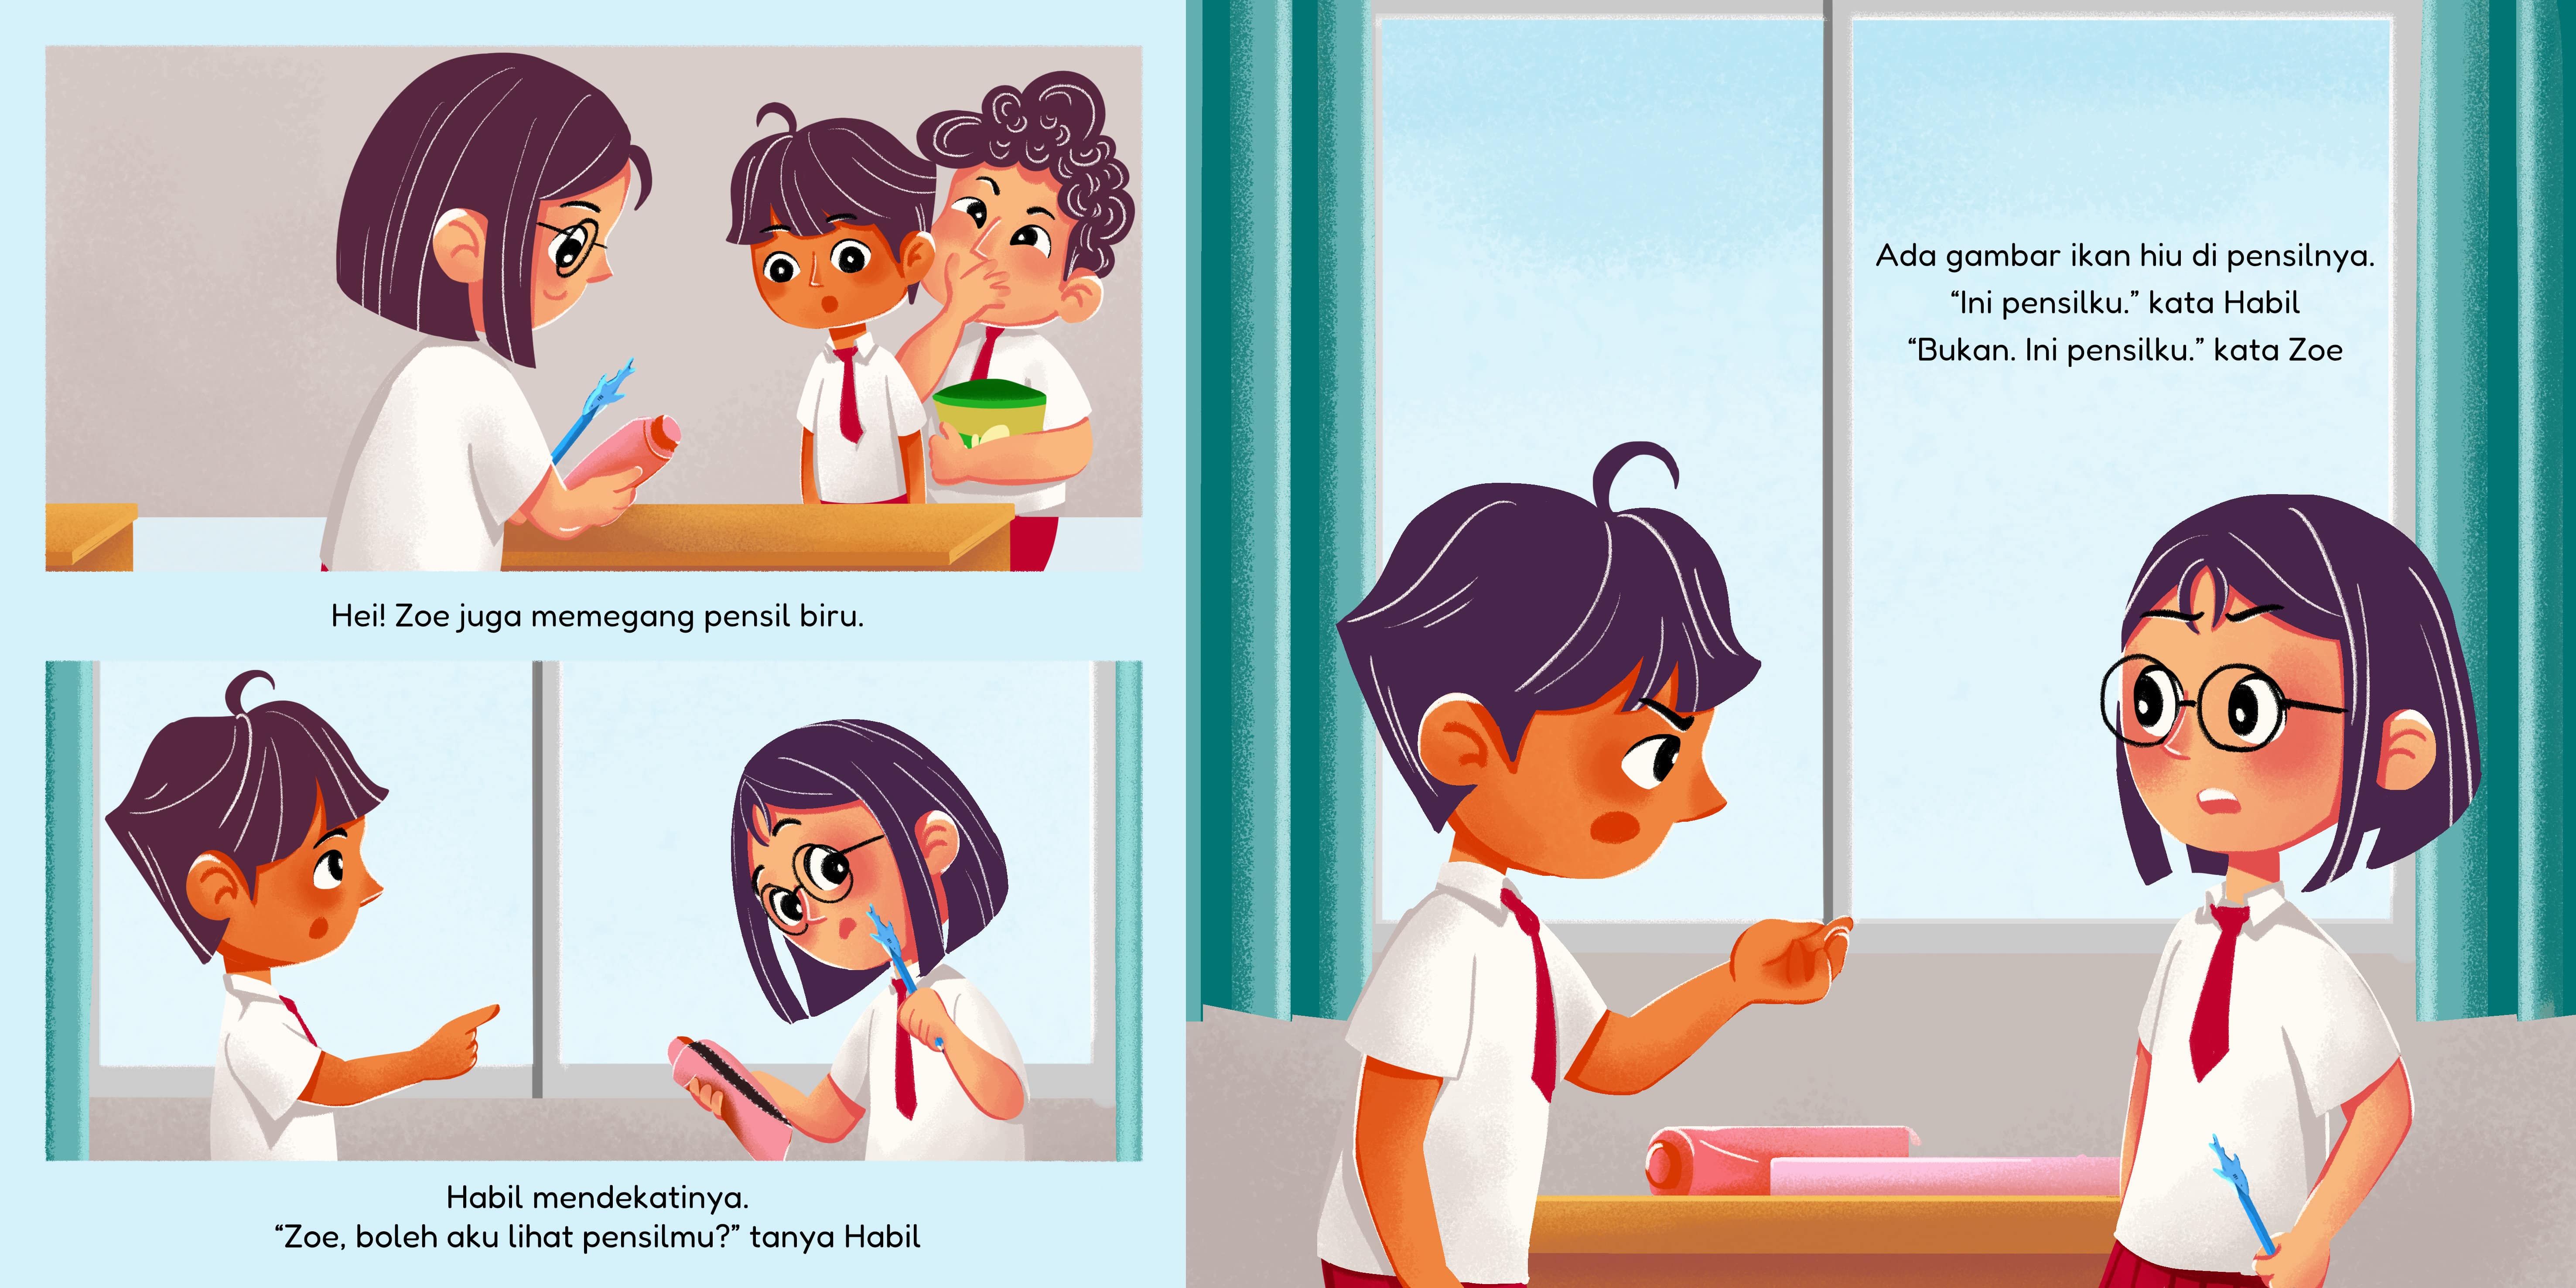 Hei! Zoe juga memegang pensil biru.
Habil mendekatinya.
“Zoe, boleh aku lihat pensilmu?” tanya Habil
Ada gambar ikan hiu di pensilnya.
“Ini pensilku.” kata Habil
“Bukan. Ini pensilku.” kata Zoe